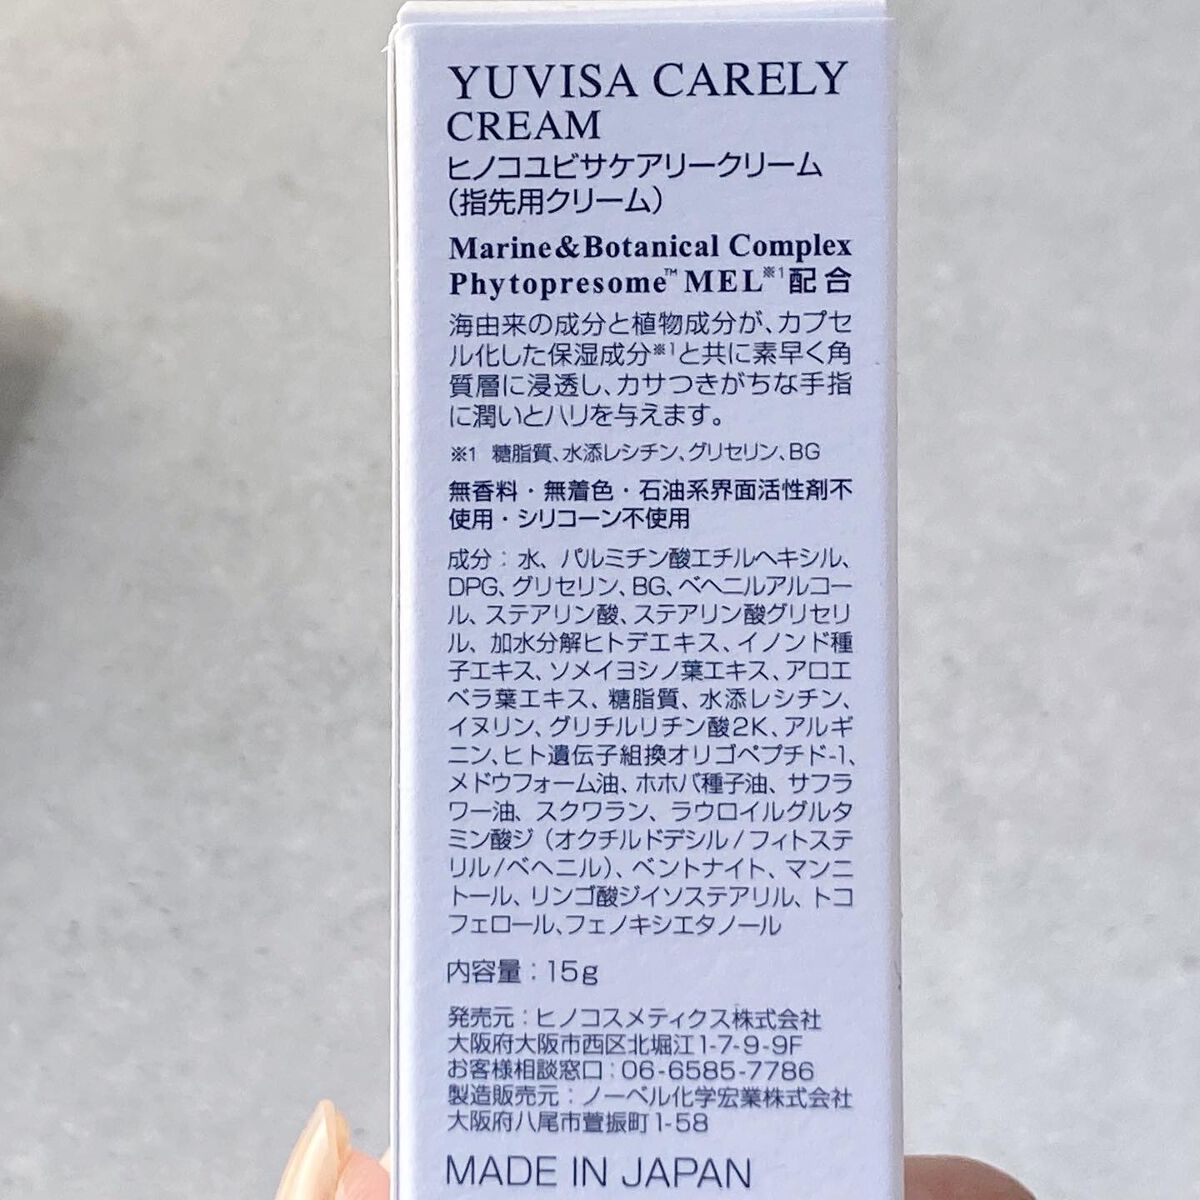 YUVISA CARELY
CREAM
ヒノコユビサケアリークリーム
(指先用クリーム)
Marine&Botanical Complex
Phytopresome™ MEL※1配合
海由来の成分と植物成分が、カプセ
ル化した保湿成分※1と共に素早く角
質層に浸透し、カサつきがちな手指
に潤いとハリを与えます。
※1 糖脂質、水添レシチン、グリセリン、BG
無香料・無着色・石油系界面活性剤不
使用・シリコーン不使用
成分：水、パルミチン酸エチルヘキシル、
DPG、グリセリン、BG、ベヘニルアルコー
ル、ステアリン酸、ステアリン酸グリセリ
ル、加水分解ヒトデエキス、イノンド種
子エキス、ソメイヨシノ葉エキス、アロエ
ベラ葉エキス、糖脂質、水添レシチン、
イヌリン、グリチルリチン酸2K、アルギ
ニン、ヒト遺伝子組換オリゴペプチド-1、
メドウフォーム油、ホホバ種子油、サフラ
ワー油、スクワラン、ラウロイルグルタ
ミン酸ジ（オクチルドデシル/フィトステ
リル/ベヘニル）、ベントナイト、マンニ
トール、リンゴ酸ジイソステアリル、トコ
フェロール、フェノキシエタノール
内容量：15g
発売元：ヒノコスメティクス株式会社
大阪府大阪市西区北堀江1-7-9-9F
お客様相談窓口：06-6585-7786
製造販売元：ノーベル化学宏業株式会社
大阪府八尾市萱振町1-58
MADE IN JAPAN